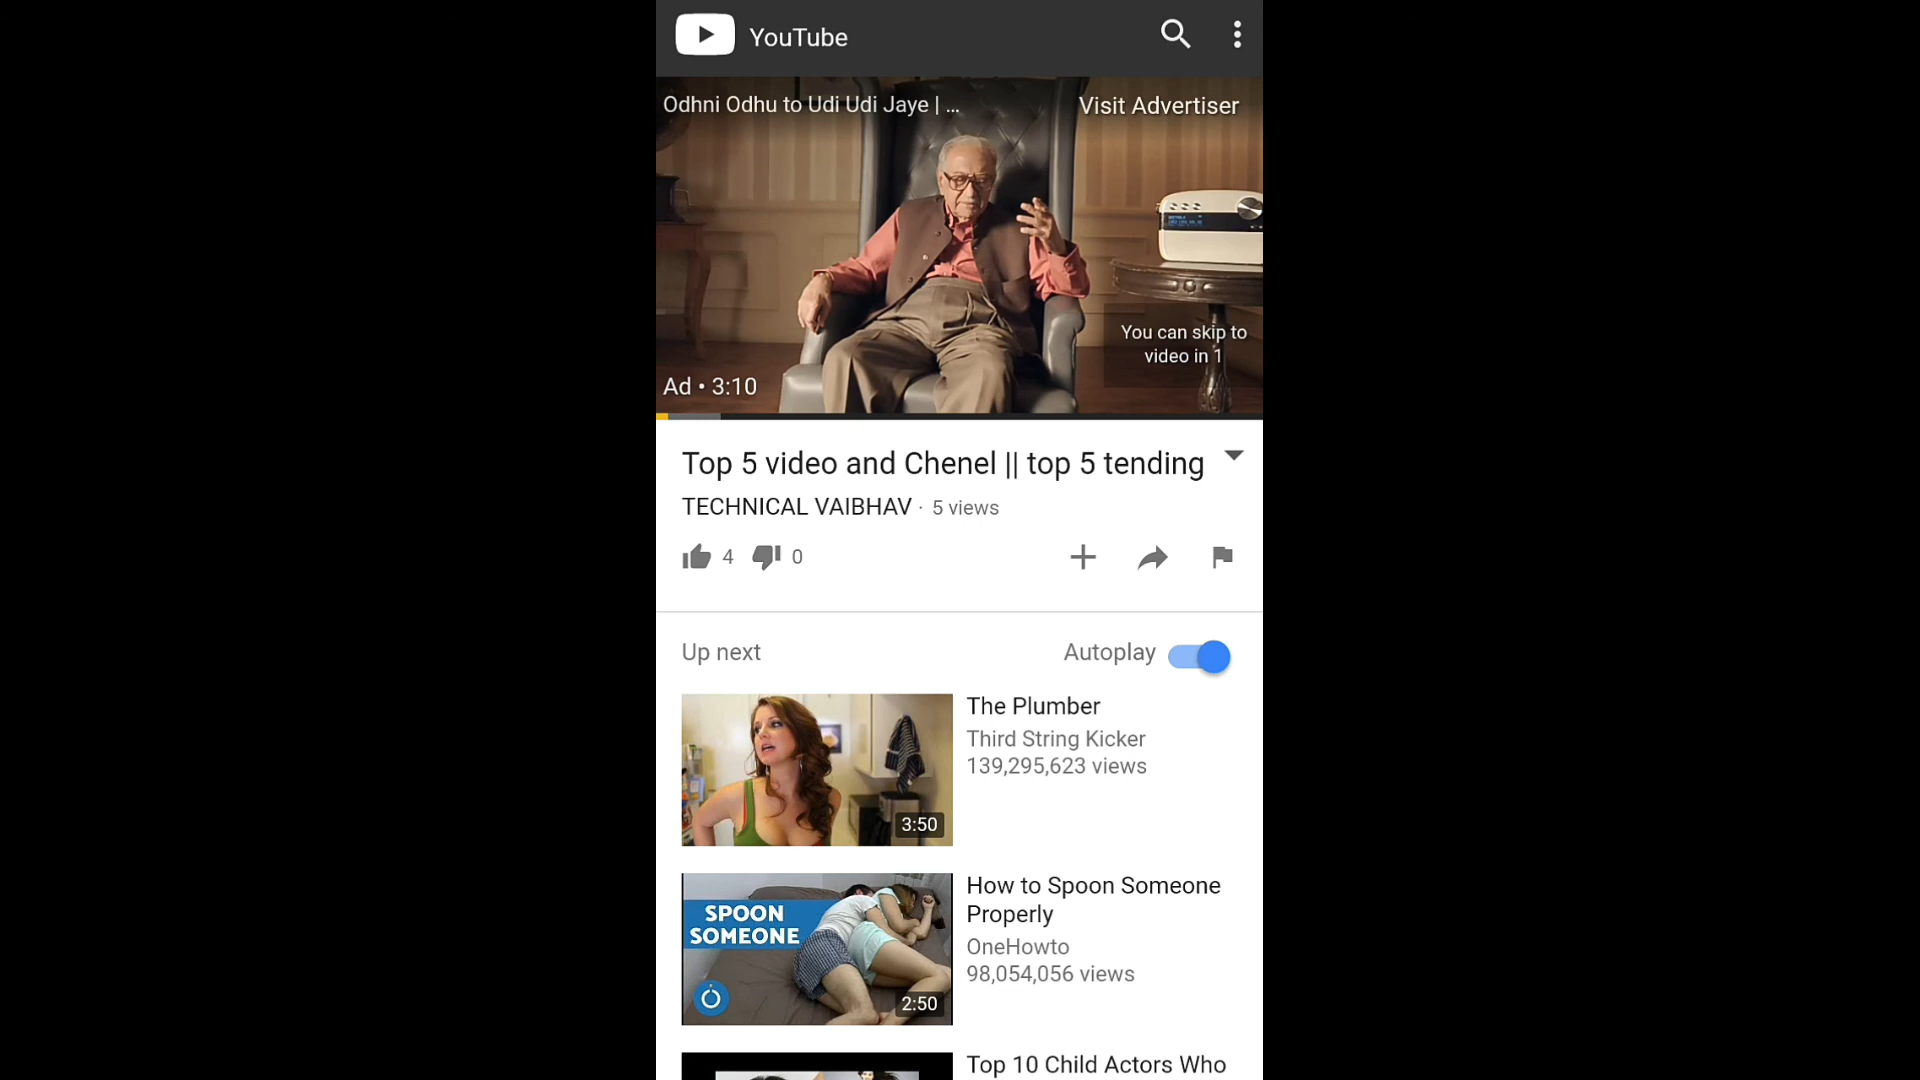 YouTube
Odhni Odhu to Udi Udi Jaye | ...
Visit Advertiser
You can skip to
video in 1
Ad • 3:10
Top 5 video and Chenel || top 5 tending
TECHNICAL VAIBHAV · 5 views
4
0
Up next
Autoplay
The Plumber
Third String Kicker
139,295,623 views
3:50
SPOON
SOMEONE
2:50
How to Spoon Someone
Properly
OneHowto
98,054,056 views
Top 10 Child Actors Who